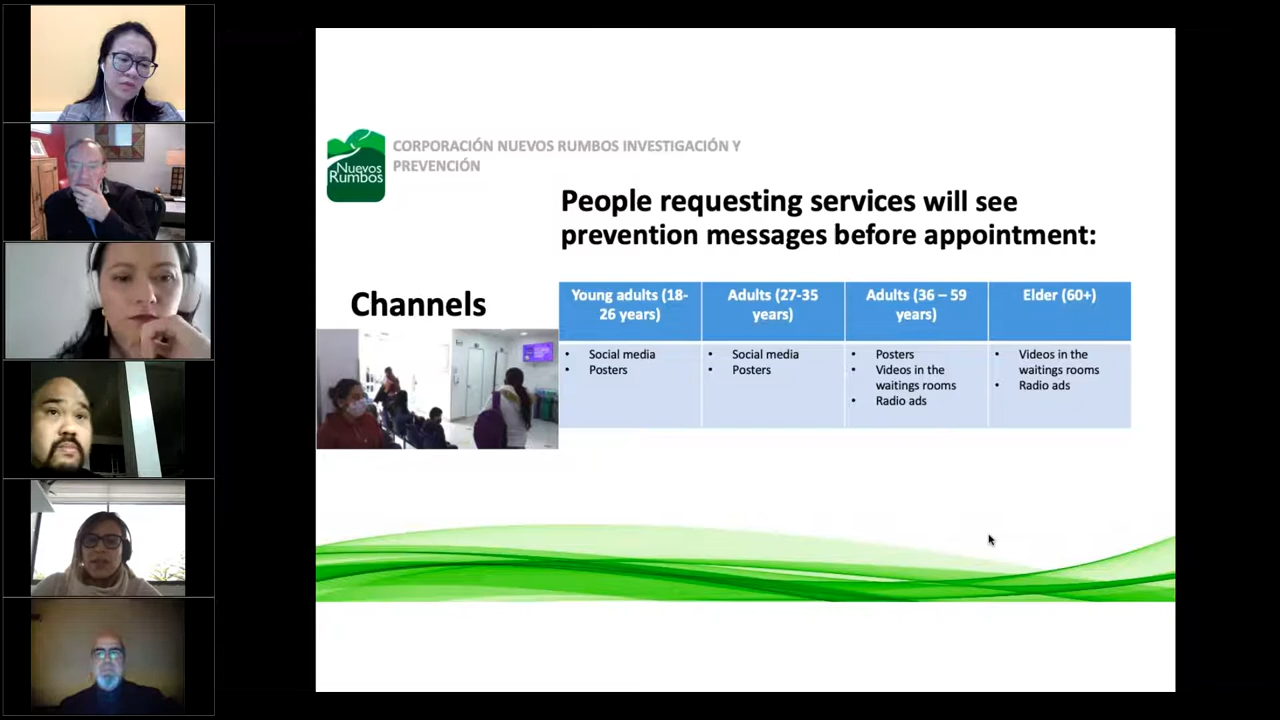 Nuevos
Rumbos
CORPORACIÓN NUEVOS RUMBOS INVESTIGACIÓN Y
PREVENCIÓN
People requesting services will see
prevention messages before appointment:
Channels
Young adults (18-
26 years)
Adults (27-35
years)
Adults (36 – 59
years)
Elder (60+)
• Social media
• Posters
• Social media
• Posters
• Posters
• Videos in the
waitings rooms
• Radio ads
• Videos in the
waitings rooms
• Radio ads